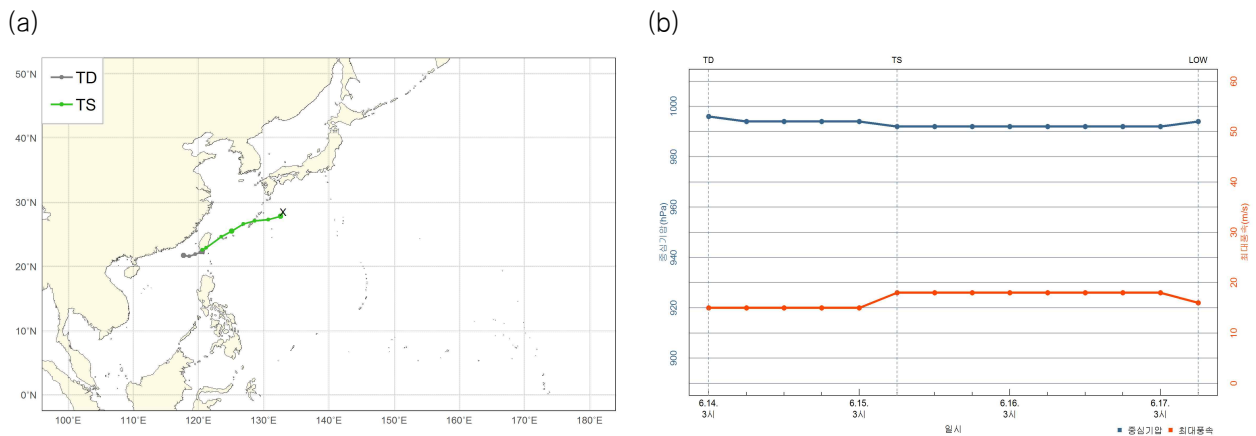 (a)
TD
TS
50°N
40°N
30°N
20°N
10°N
0°N
100°E
110°E
120°E
130°E
140°E
150°E
160°E
170°E
180°E
X
(b)
TD
TS
LOW
1000
980
960
940
920
900
중심기압(hPa)
60
50
40
30
20
10
0
최대풍속(m/s)
6.14.
3시
6.15.
3시
6.16.
3시
6.17.
3시
일시
중심기압
최대풍속